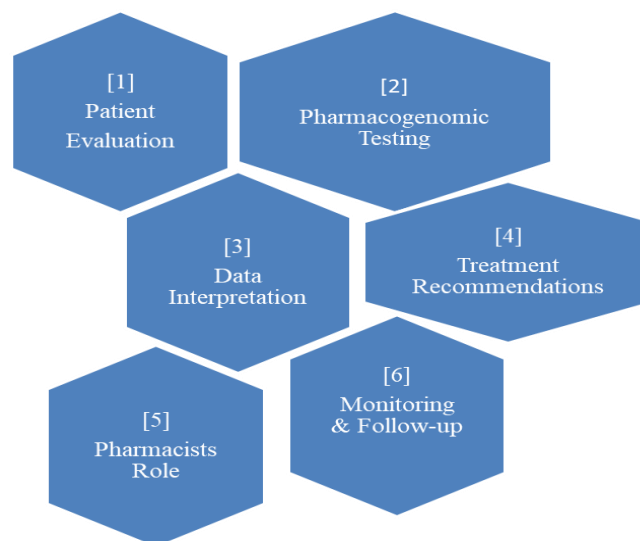 [1]
Patient
Evaluation
[2]
Pharmacogenomic
Testing
[3]
Data
Interpretation
[4]
Treatment
Recommendations
[5]
Pharmacists
Role
[6]
Monitoring
& Follow-up